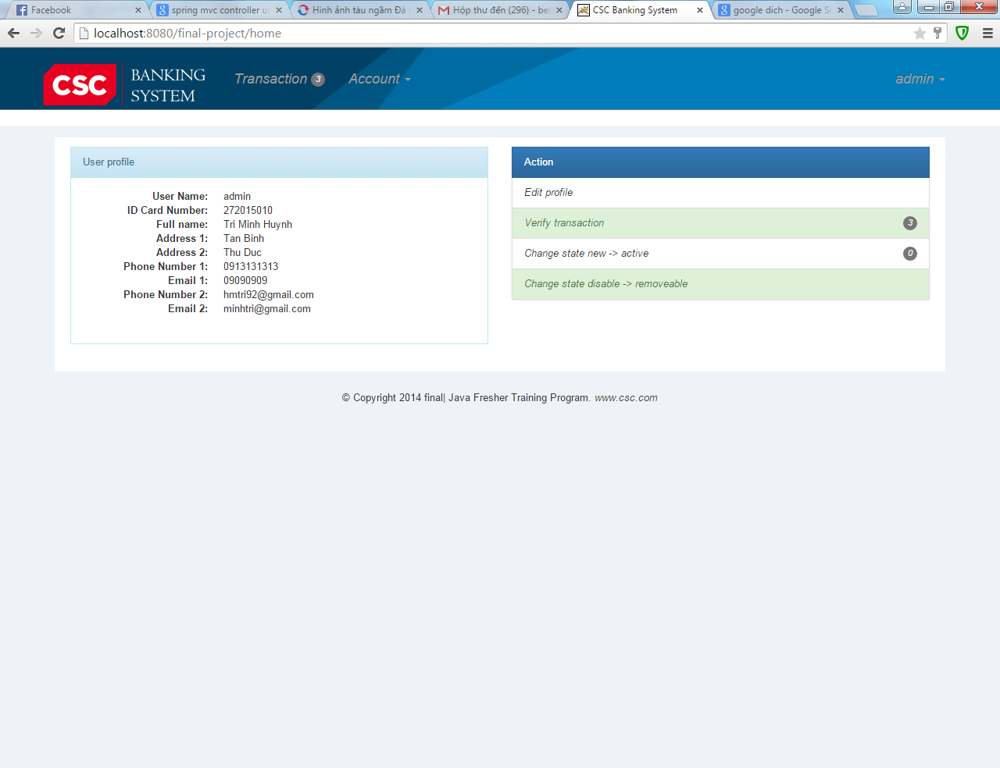 Facebook
spring mvc controller us
Hình ảnh tàu ngầm Đà
Hộp thư đến (296) - be
CSC Banking System
google dich - Google Se
localhost:8080/final-project/home
CSC
BANKING
SYSTEM
Transaction 3
Account
admin
User profile
User Name: admin
ID Card Number: 272015010
Full name: Tri Minh Huynh
Address 1: Tan Binh
Address 2: Thu Duc
Phone Number 1: 0913131313
Email 1: 09090909
Phone Number 2: hmtri92@gmail.com
Email 2: minhtri@gmail.com
Action
Edit profile
Verify transaction 3
Change state new -> active 0
Change state disable -> removeable
© Copyright 2014 final| Java Fresher Training Program. www.csc.com